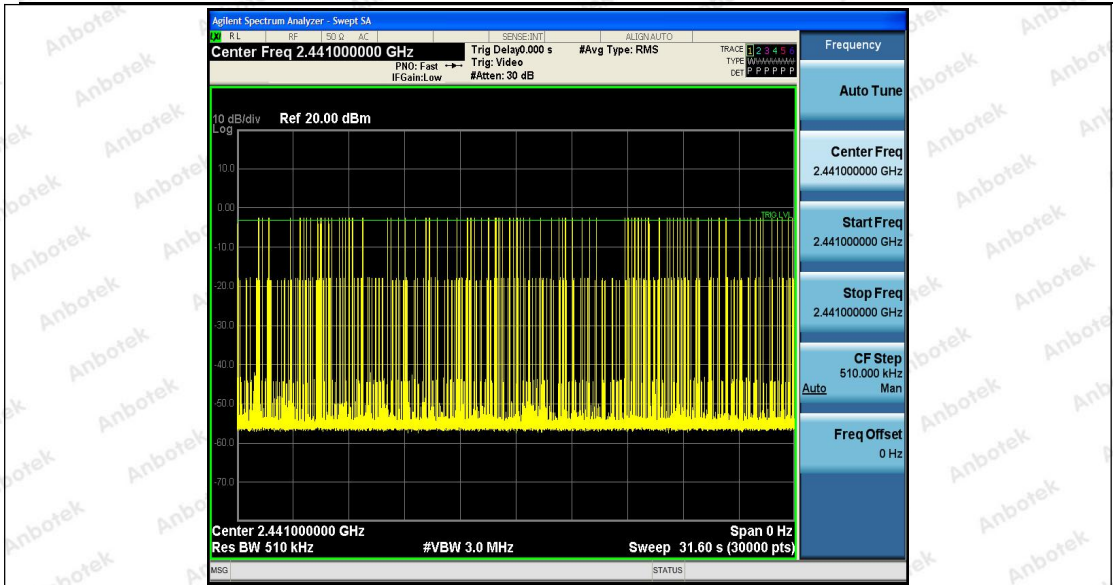 Agilent Spectrum Analyzer - Swept SA
RL RF 50 Ω AC SENSE:INT ALIGNAUTO
Center Freq 2.441000000 GHz
PNO: Fast
IFGain:Low
Trig Delay0.000 s
Trig: Video
#Atten: 30 dB
#Avg Type: RMS
TRACE 1 2 3 4 5 6
TYPE
DET P P P P P P
10 dB/div Ref 20.00 dBm
Log
10.0
0.00
TRIG LVL
-10.0
-20.0
-30.0
-40.0
-50.0
-60.0
-70.0
Center 2.441000000 GHz Span 0 Hz
Res BW 510 kHz #VBW 3.0 MHz Sweep 31.60 s (30000 pts)
MSG STATUS
Frequency
Auto Tune
Center Freq
2.441000000 GHz
Start Freq
2.441000000 GHz
Stop Freq
2.441000000 GHz
CF Step
510.000 kHz
Auto Man
Freq Offset
0 Hz
Anbotek